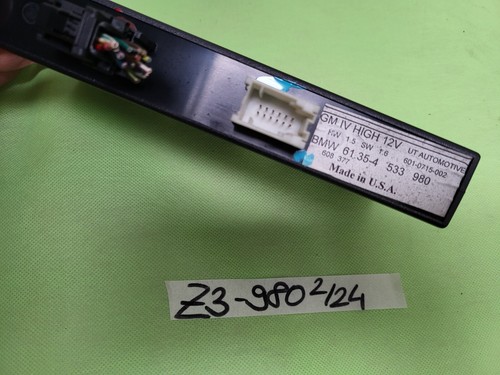 GM IV HIGH 12V UT AUTOMOTIVE
FW 1.5 SW 1.6 601-0715-002
BMW 61.35-4 533 980
608 377
Made in U.S.A.
Z3-980 2/24